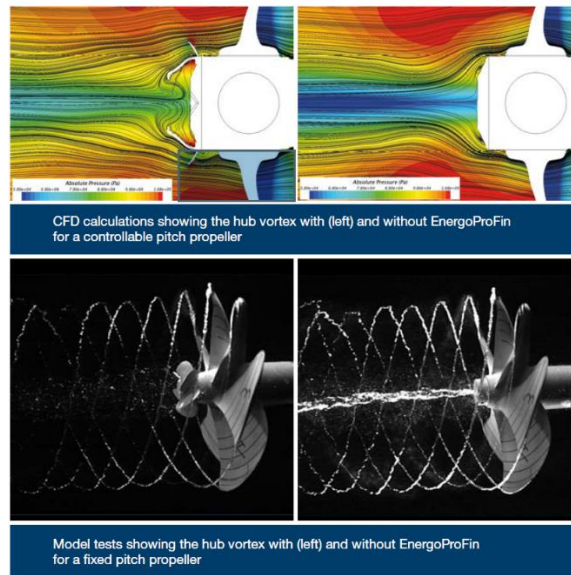 Absolute Pressure (Pa)
Absolute Pressure (Pa)
CFD calculations showing the hub vortex with (left) and without EnergoProFin
for a controllable pitch propeller
Model tests showing the hub vortex with (left) and without EnergoProFin
for a fixed pitch propeller